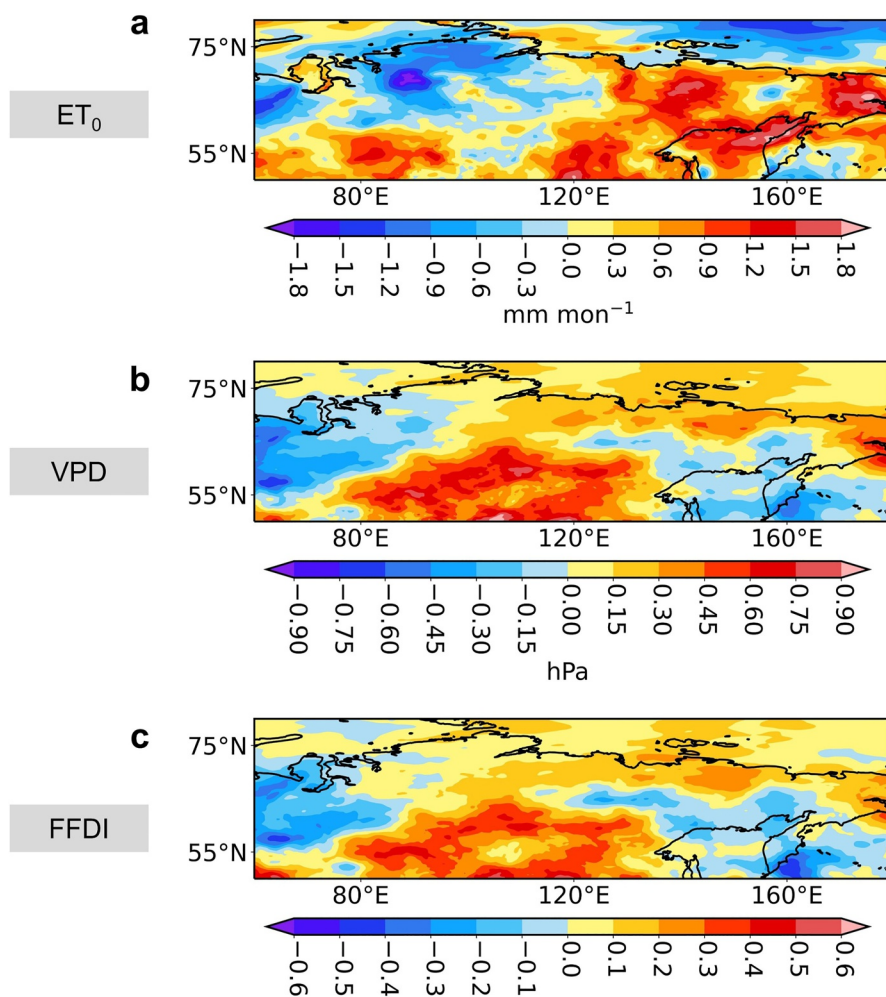 a
75°N
55°N
ET₀
80°E 120°E 160°E
−1.8 −1.5 −1.2 −0.9 −0.6 −0.3 0.0 0.3 0.6 0.9 1.2 1.5 1.8
mm mon⁻¹
b
75°N
55°N
VPD
80°E 120°E 160°E
−0.90 −0.75 −0.60 −0.45 −0.30 −0.15 0.00 0.15 0.30 0.45 0.60 0.75 0.90
hPa
c
75°N
55°N
FFDI
80°E 120°E 160°E
−0.6 −0.5 −0.4 −0.3 −0.2 −0.1 0.0 0.1 0.2 0.3 0.4 0.5 0.6